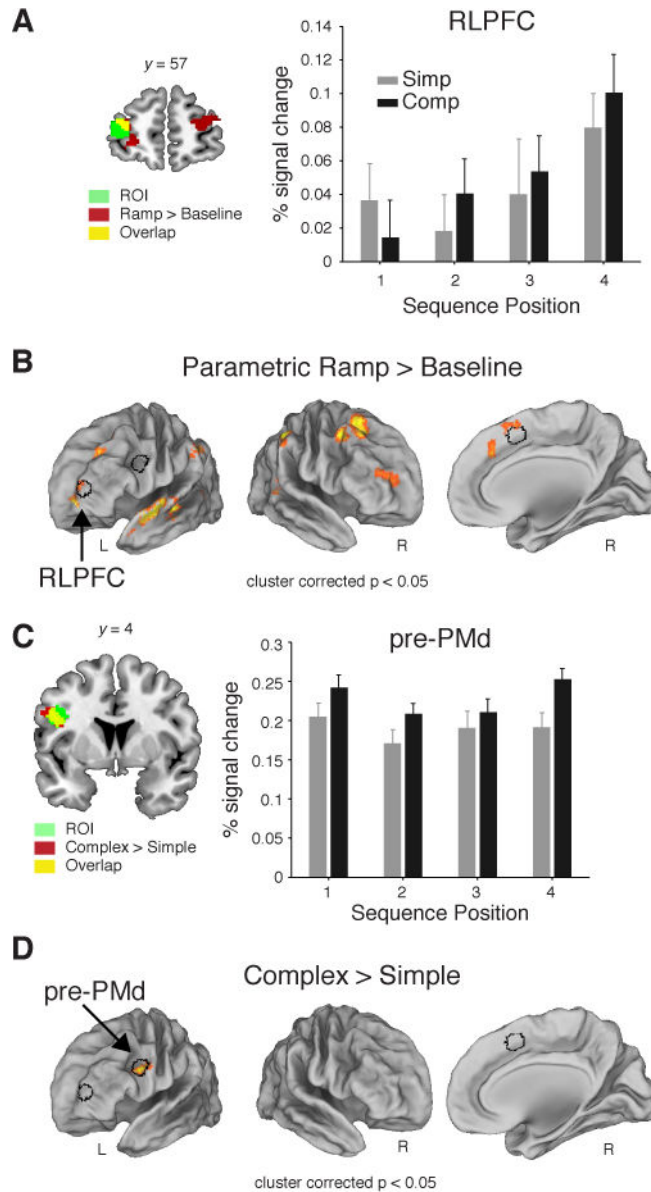 A
RLPFC
y = 57
ROI
Ramp > Baseline
Overlap
% signal change
0.14
0.12
0.1
0.08
0.06
0.04
0.02
0
Simp
Comp
1 2 3 4
Sequence Position
B
Parametric Ramp > Baseline
RLPFC
L
R
R
cluster corrected p < 0.05
C
y = 4
pre-PMd
ROI
Complex > Simple
Overlap
% signal change
0.3
0.25
0.2
0.15
0.1
0.05
0
1 2 3 4
Sequence Position
D
Complex > Simple
pre-PMd
L
R
R
cluster corrected p < 0.05